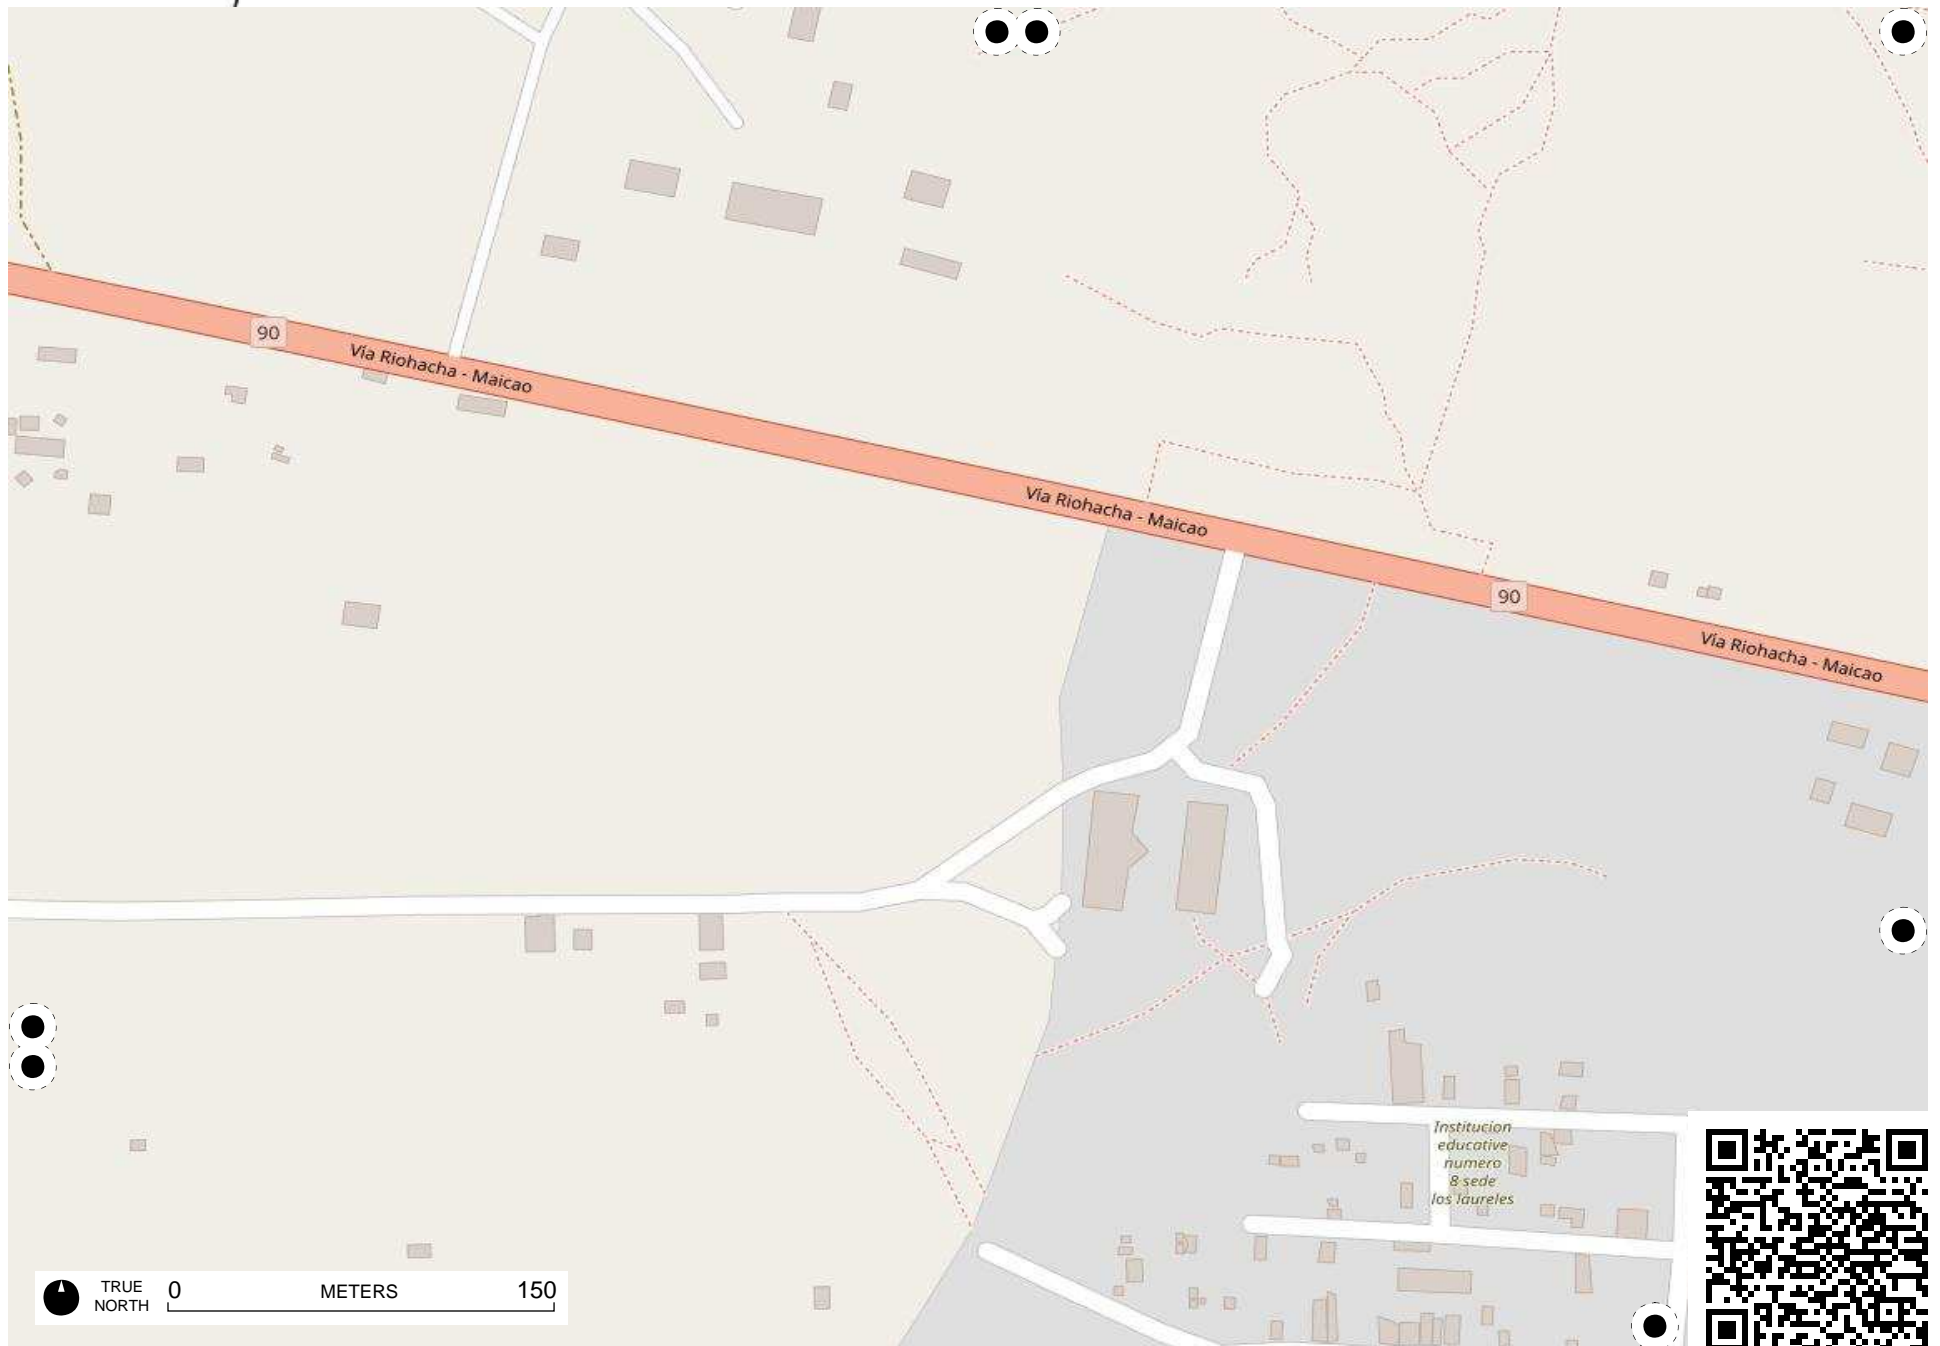 90
Vía Riohacha - Maicao
Vía Riohacha - Maicao
90
Vía Riohacha - Maicao
Institucion
educative
numero
8 sede
los laureles
TRUE
NORTH
0
METERS
150